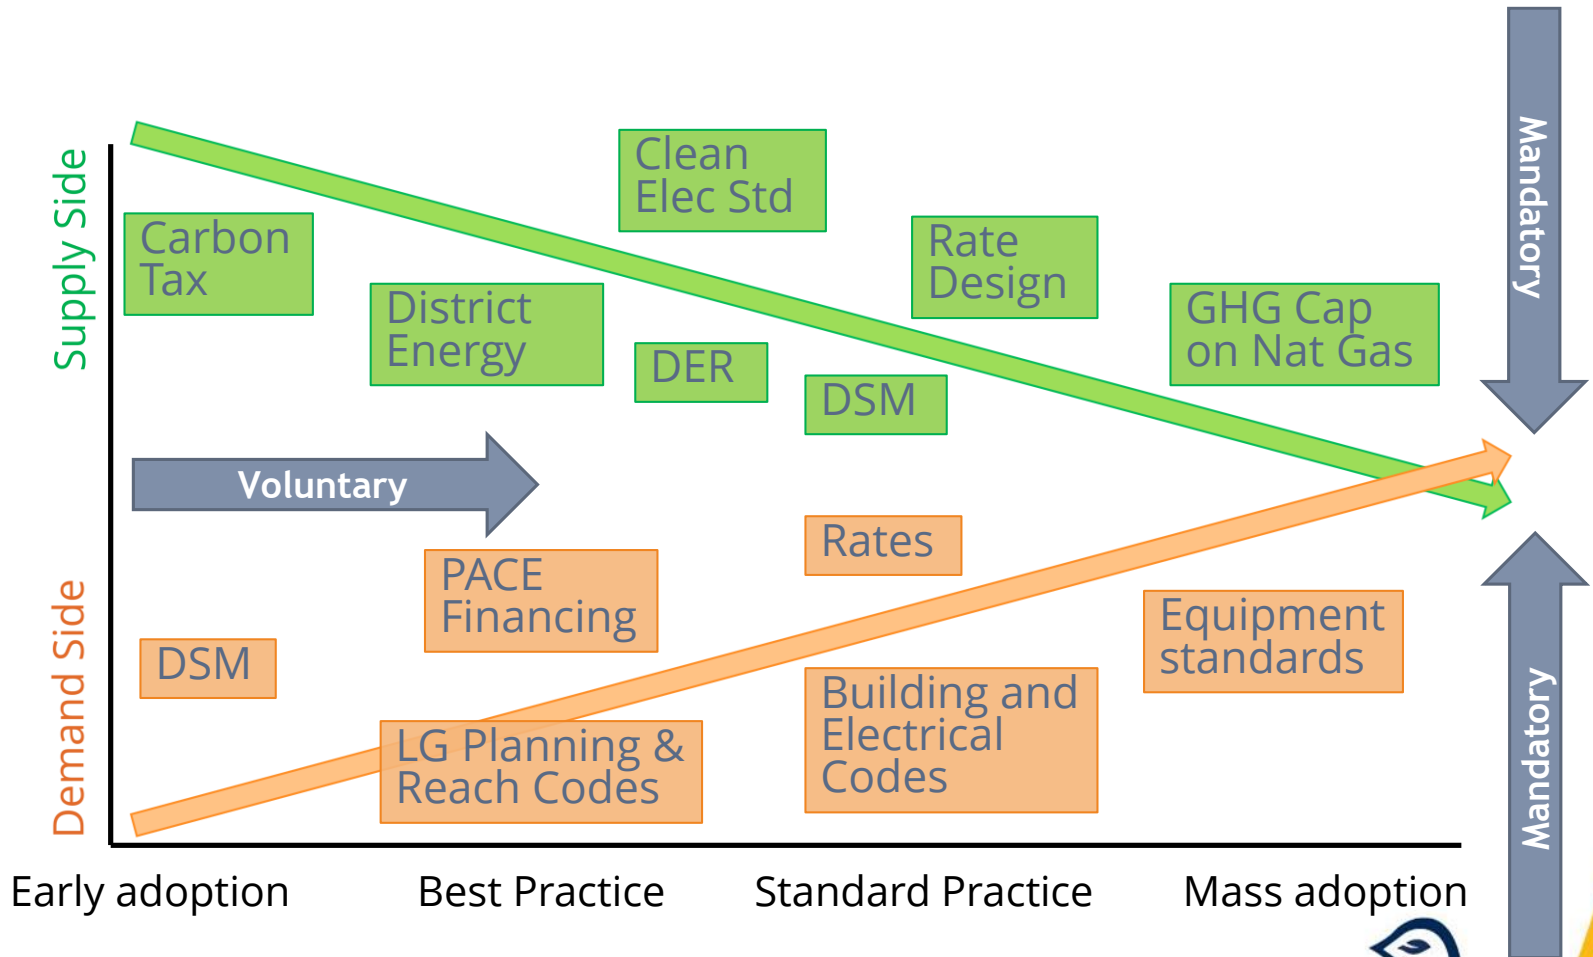 Supply Side
Clean
Elec Std
Carbon
Tax
Rate
Design
District
Energy
GHG Cap
on Nat Gas
DER
DSM
Mandatory
Voluntary
Demand Side
Rates
PACE
Financing
DSM
Equipment
standards
LG Planning &
Reach Codes
Building and
Electrical
Codes
Mandatory
Early adoption
Best Practice
Standard Practice
Mass adoption